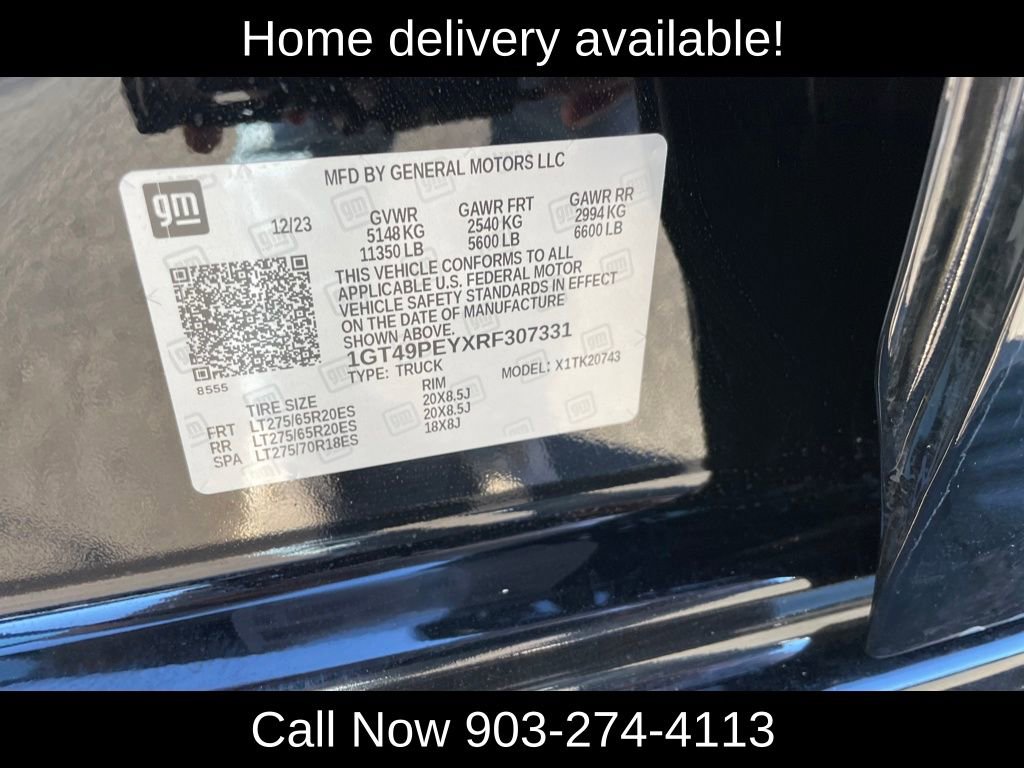 Home delivery available!
MFD BY GENERAL MOTORS LLC
gm
12/23
GVWR
5148 KG
11350 LB
GAWR FRT
2540 KG
5600 LB
GAWR RR
2994 KG
6600 LB
THIS VEHICLE CONFORMS TO ALL
APPLICABLE U.S. FEDERAL MOTOR
VEHICLE SAFETY STANDARDS IN EFFECT
ON THE DATE OF MANUFACTURE
SHOWN ABOVE.
1GT49PEYXRF307331
TYPE: TRUCK
MODEL: X1TK20743
8555
TIRE SIZE RIM
FRT LT275/65R20ES 20X8.5J
RR LT275/65R20ES 20X8.5J
SPA LT275/70R18ES 18X8J
Call Now 903-274-4113